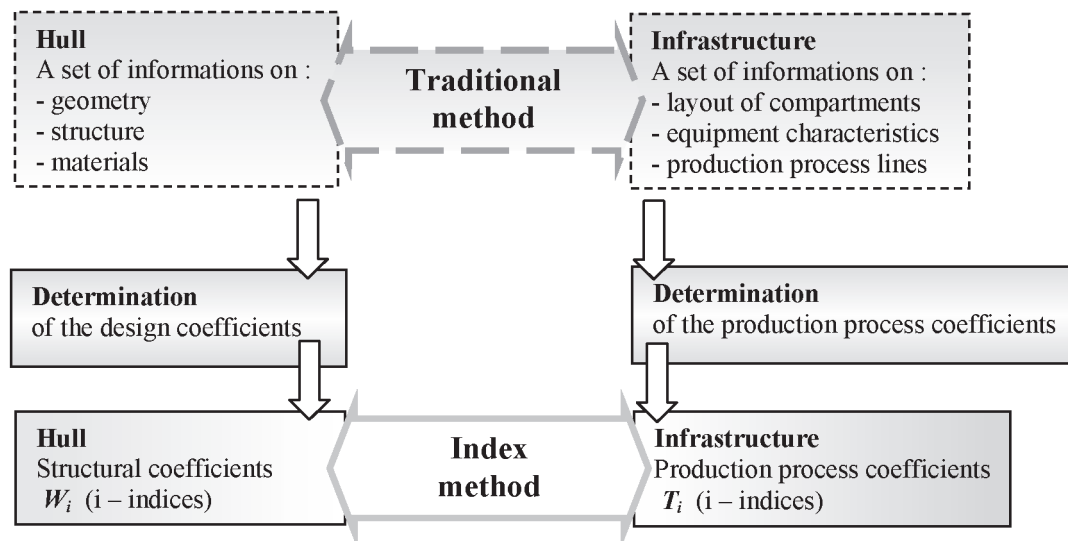 Hull
A set of informations on :
- geometry
- structure
- materials
Traditional
method
Infrastructure
A set of informations on :
- layout of compartments
- equipment characteristics
- production process lines
Determination
of the design coefficients
Determination
of the production process coefficients
Hull
Structural coefficients
Wi (i – indices)
Index
method
Infrastructure
Production process coefficients
Ti (i – indices)